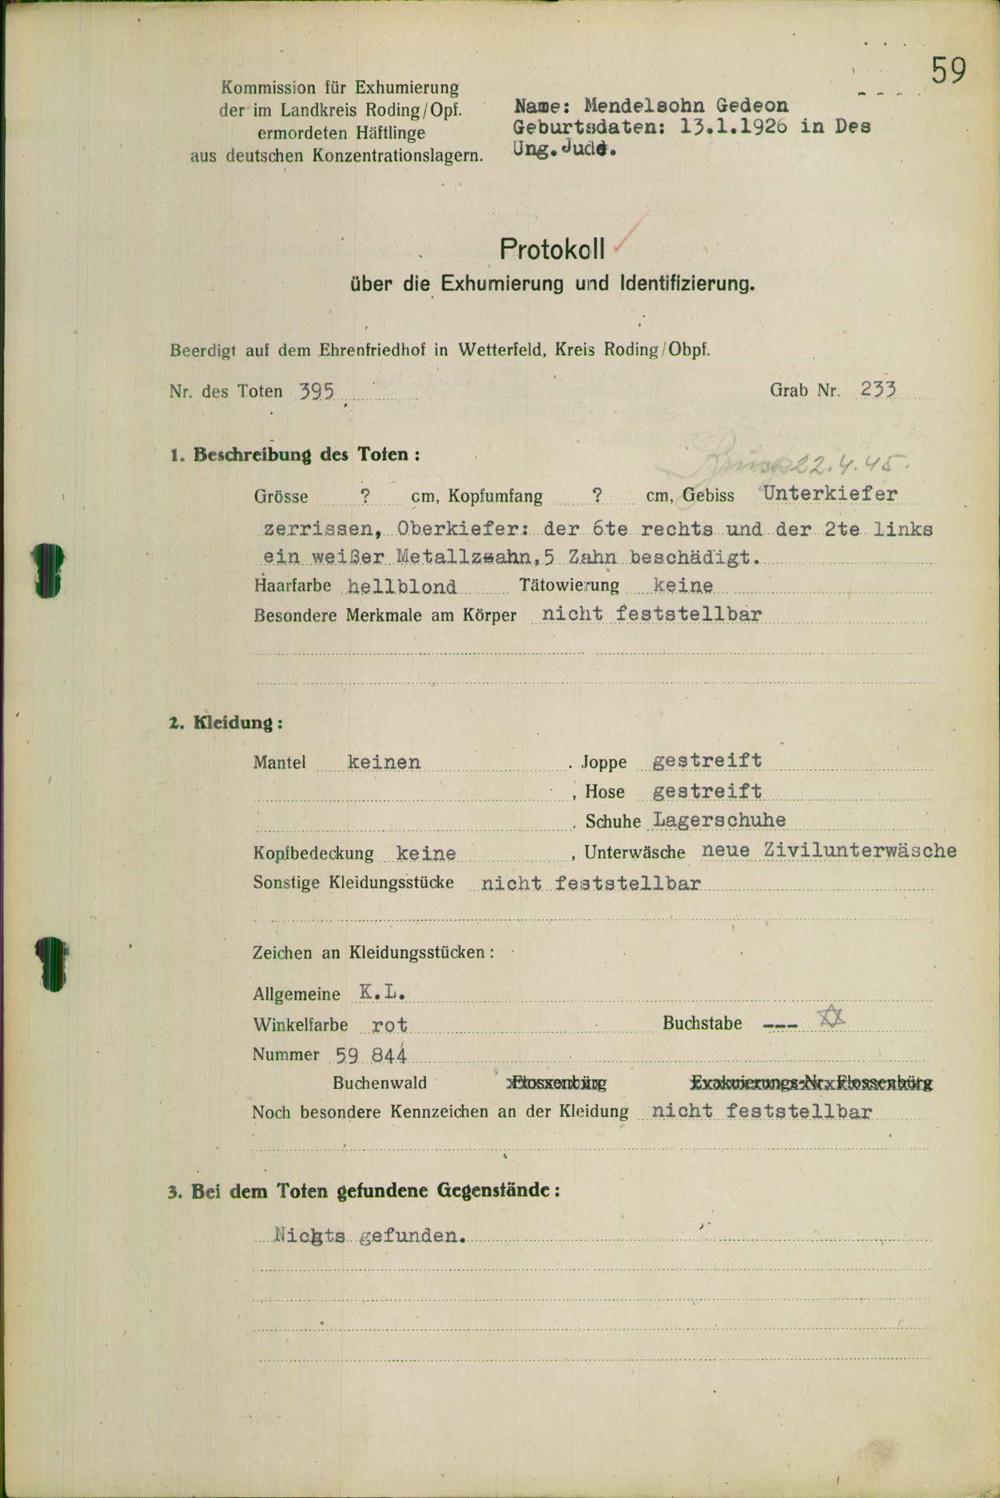 59
Kommission für Exhumierung
der im Landkreis Roding/Opf.
ermordeten Häftlinge
aus deutschen Konzentrationslagern.
Name: Mendelsohn Gedeon
Geburtsdaten: 13.1.1926 in Des
Ung. Jude.
Protokoll
über die Exhumierung und Identifizierung.
Beerdigt auf dem Ehrenfriedhof in Wetterfeld, Kreis Roding/Obpf.
Nr. des Toten 395 Grab Nr. 233
1. Beschreibung des Toten:
22.4.45.
Grösse ? cm, Kopfumfang ? cm, Gebiss Unterkiefer
zerrissen, Oberkiefer: der 6te rechts und der 2te links
ein weißer Metallzahn, 5 Zahn beschädigt.
Haarfarbe hellblond Tätowierung keine
Besondere Merkmale am Körper nicht feststellbar
2. Kleidung:
Mantel keinen , Joppe gestreift
, Hose gestreift
, Schuhe Lagerschuhe
Kopfbedeckung keine , Unterwäsche neue Zivilunterwäsche
Sonstige Kleidungsstücke nicht feststellbar
Zeichen an Kleidungsstücken:
Allgemeine K.L.
Winkelfarbe rot Buchstabe --- ✡
Nummer 59 844
Buchenwald Flossenbürg Evakuierungs-Nr. Flossenbürg
Noch besondere Kennzeichen an der Kleidung nicht feststellbar
3. Bei dem Toten gefundene Gegenstände:
Nichts gefunden.